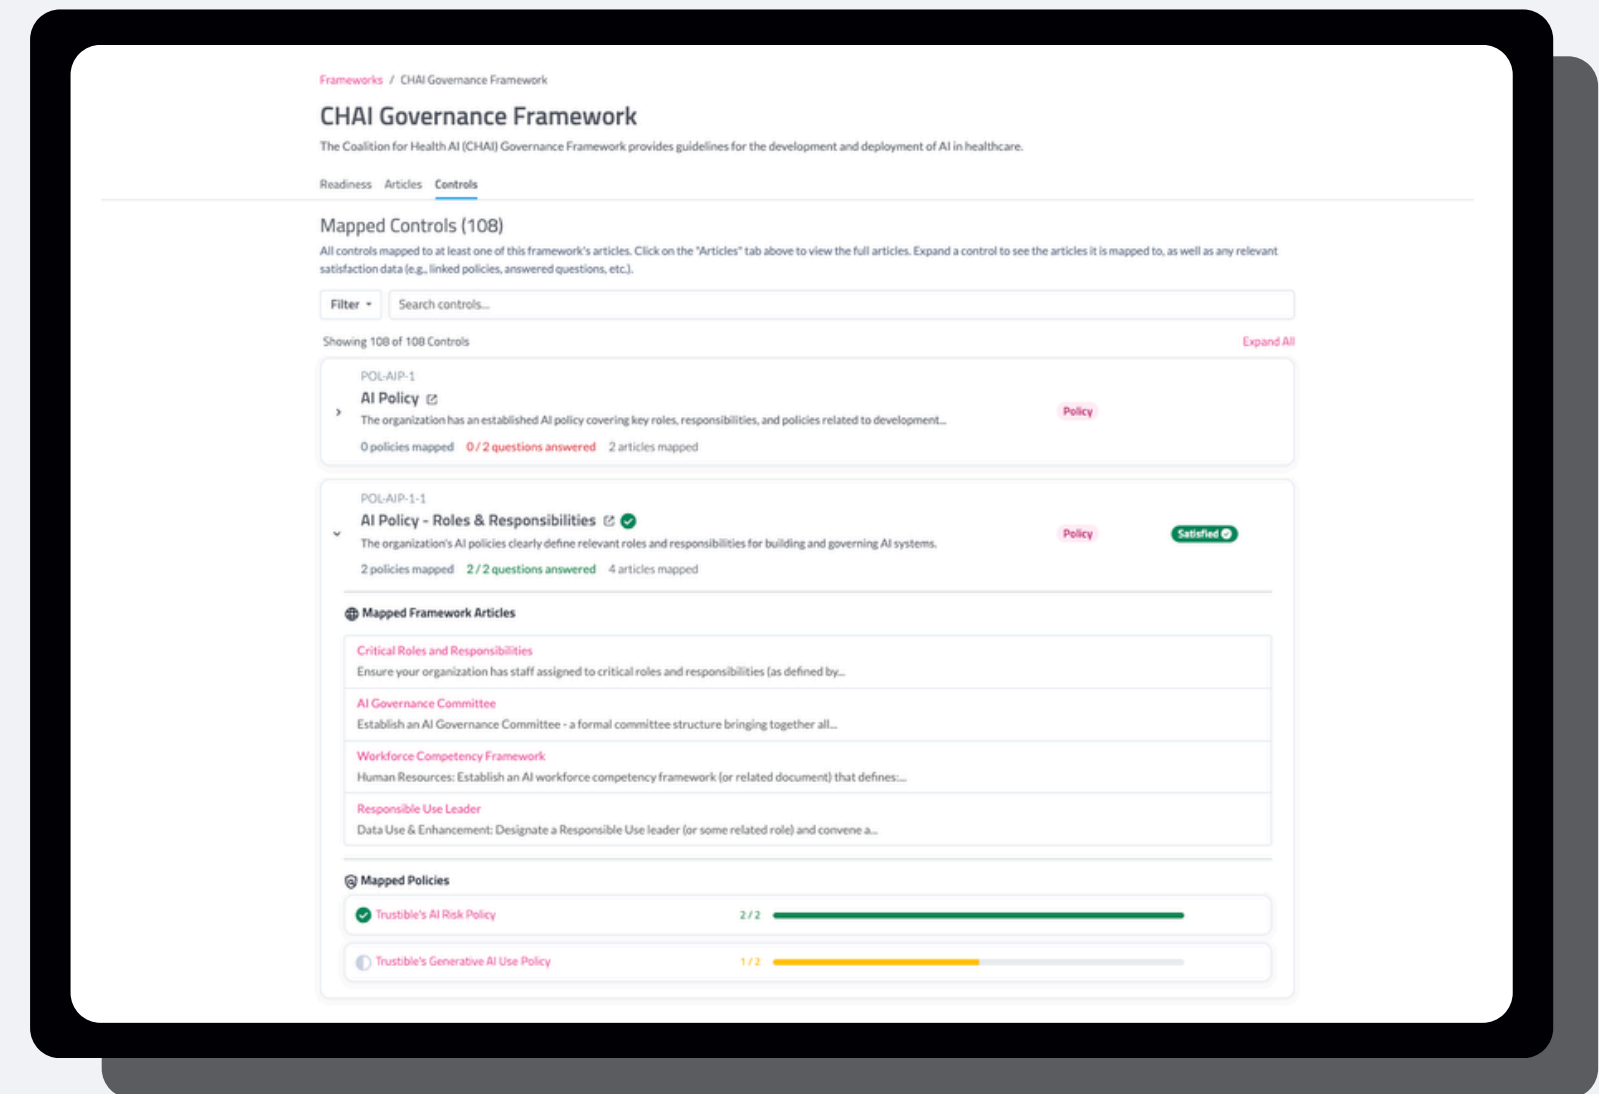 Frameworks / CHAI Governance Framework
CHAI Governance Framework
The Coalition for Health AI (CHAI) Governance Framework provides guidelines for the development and deployment of AI in healthcare.
Readiness Articles Controls
Mapped Controls (108)
All controls mapped to at least one of this framework's articles. Click on the "Articles" tab above to view the full articles. Expand a control to see the articles it is mapped to, as well as any relevant
satisfaction data (e.g., linked policies, answered questions, etc.).
Filter Search controls...
Showing 108 of 108 Controls Expand All
POL-AIP-1
AI Policy
The organization has an established AI policy covering key roles, responsibilities, and policies related to development...
Policy
0 policies mapped 0 / 2 questions answered 2 articles mapped
POL-AIP-1-1
AI Policy - Roles & Responsibilities
Policy Satisfied
The organization's AI policies clearly define relevant roles and responsibilities for building and governing AI systems.
2 policies mapped 2 / 2 questions answered 4 articles mapped
Mapped Framework Articles
Critical Roles and Responsibilities
Ensure your organization has staff assigned to critical roles and responsibilities (as defined by...
AI Governance Committee
Establish an AI Governance Committee - a formal committee structure bringing together all...
Workforce Competency Framework
Human Resources: Establish an AI workforce competency framework (or related document) that defines:...
Responsible Use Leader
Data Use & Enhancement: Designate a Responsible Use leader (or some related role) and convene a...
Mapped Policies
Trustible's AI Risk Policy 2 / 2
Trustible's Generative AI Use Policy 1 / 2